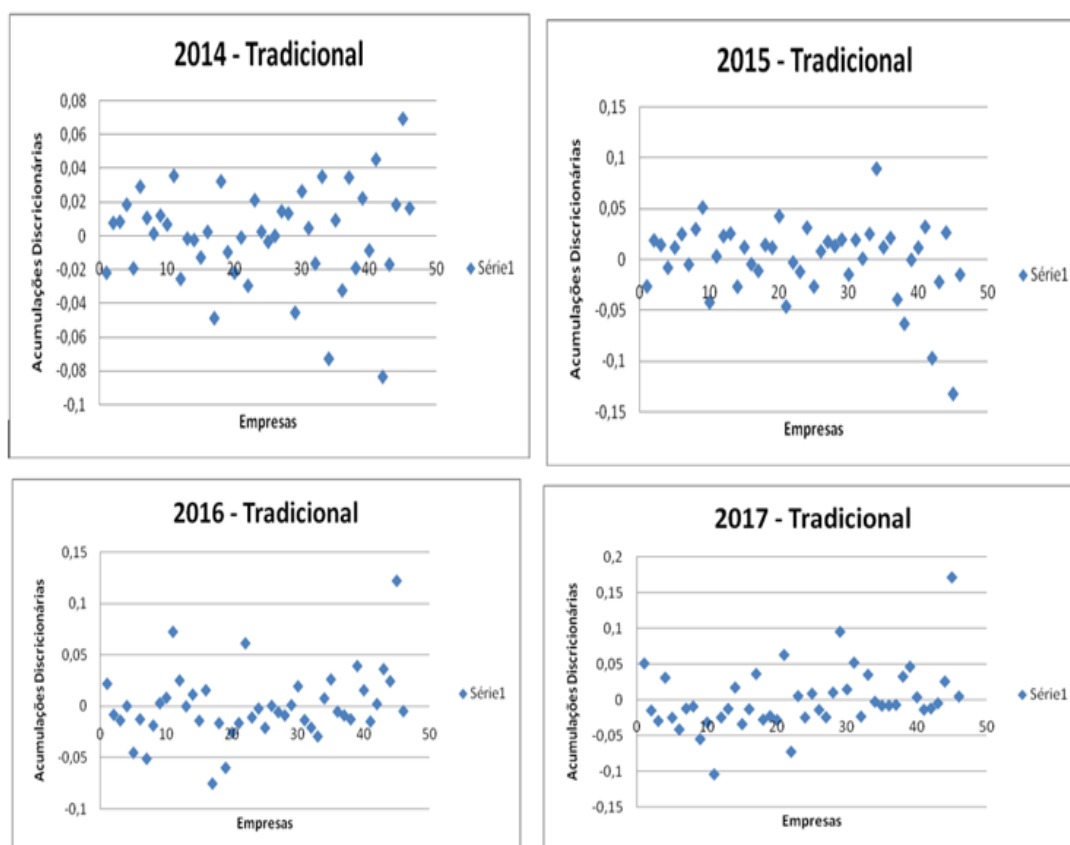 2014 - Tradicional
Acumulações Discricionárias
0,08
0,06
0,04
0,02
0
-0,02
-0,04
-0,06
-0,08
-0,1
0 10 20 30 40 50
Empresas
Série1
2015 - Tradicional
Acumulações Discricionárias
0,15
0,1
0,05
0
-0,05
-0,1
-0,15
0 10 20 30 40 50
Empresas
Série1
2016 - Tradicional
Acumulações Discricionárias
0,15
0,1
0,05
0
-0,05
-0,1
0 10 20 30 40 50
Empresas
Série1
2017 - Tradicional
Acumulações Discricionárias
0,2
0,15
0,1
0,05
0
-0,05
-0,1
-0,15
0 10 20 30 40 50
Empresas
Série1